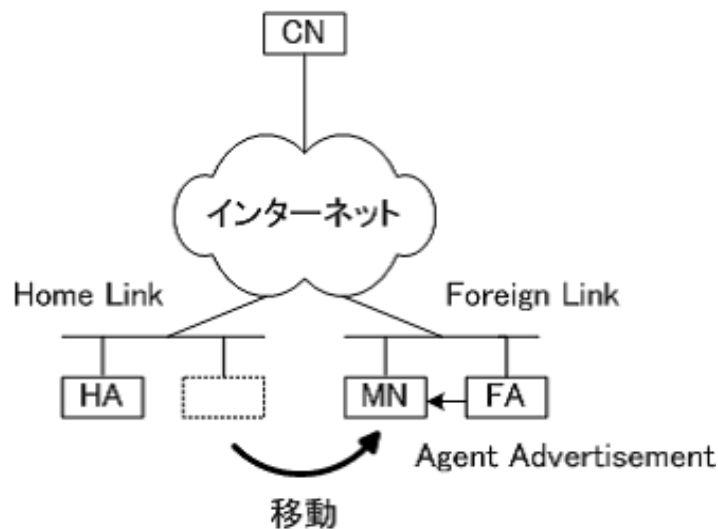 CN
インターネット
Home Link
Foreign Link
HA
MN
FA
Agent Advertisement
移動